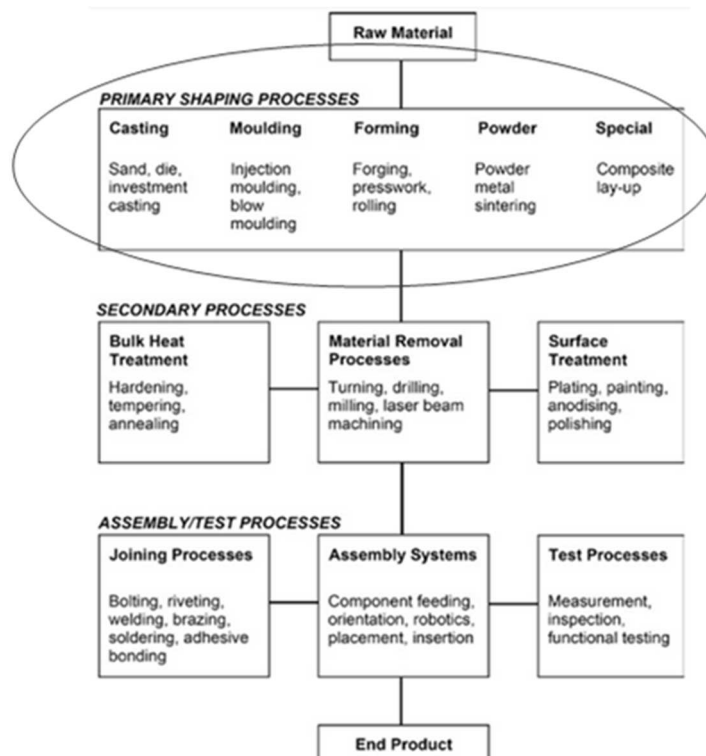 Raw Material
PRIMARY SHAPING PROCESSES
Casting
Sand, die,
investment
casting
Moulding
Injection
moulding,
blow
moulding
Forming
Forging,
presswork,
rolling
Powder
Powder
metal
sintering
Special
Composite
lay-up
SECONDARY PROCESSES
Bulk Heat
Treatment
Hardening,
tempering,
annealing
Material Removal
Processes
Turning, drilling,
milling, laser beam
machining
Surface
Treatment
Plating, painting,
anodising,
polishing
ASSEMBLY/TEST PROCESSES
Joining Processes
Bolting, riveting,
welding, brazing,
soldering, adhesive
bonding
Assembly Systems
Component feeding,
orientation, robotics,
placement, insertion
Test Processes
Measurement,
inspection,
functional testing
End Product